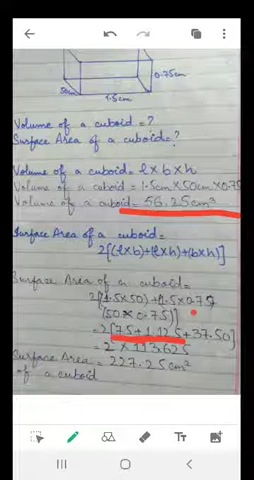 0.75cm
50cm
1.5cm
Volume of a cuboid = ?
Surface Area of a cuboid = ?
Volume of a cuboid = l×b×h
Volume of a cuboid = 1.5cm×50cm×0.75
Volume of a cuboid = 56.25cm³
Surface Area of a cuboid =
2[(l×b)+(l×h)+(b×h)]
Surface Area of a cuboid =
2[(1.5×50)+(1.5×0.75
(50×0.75)]
=2[75+1.125+37.50]
=2×113.625
Surface Area = 227.25cm²
of a cuboid
Tт